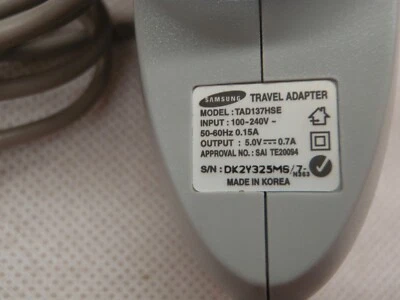 SAMSUNG TRAVEL ADAPTER
MODEL: TAD137HSE
INPUT: 100-240V~
50-60Hz 0.15A
OUTPUT : 5.0V⎓0.7A
APPROVAL NO.: SAI TE20094
S/N: DK2Y325MS/7-
N363
MADE IN KOREA